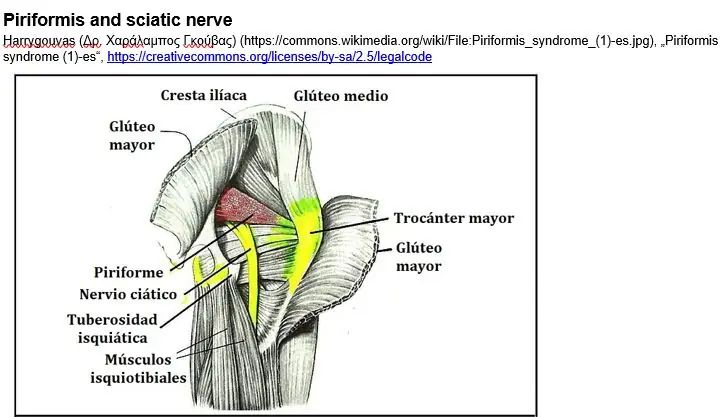 Piriformis and sciatic nerve
Harrygouvas (Δρ. Χαράλαμπος Γκούβας) (https://commons.wikimedia.org/wiki/File:Piriformis_syndrome_(1)-es.jpg), „Piriformis
syndrome (1)-es“, https://creativecommons.org/licenses/by-sa/2.5/legalcode
Cresta ilíaca
Glúteo medio
Glúteo
mayor
Trocánter mayor
Glúteo
mayor
Piriforme
Nervio ciático
Tuberosidad
isquiática
Músculos
isquiotibiales